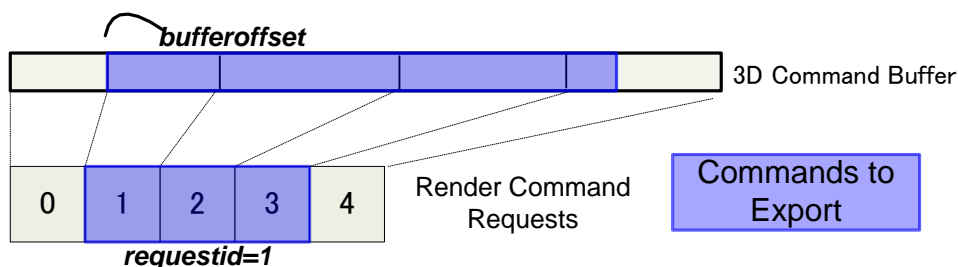 bufferoffset
3D Command Buffer
0 1 2 3 4
Render Command
Requests
Commands to
Export
requestid=1